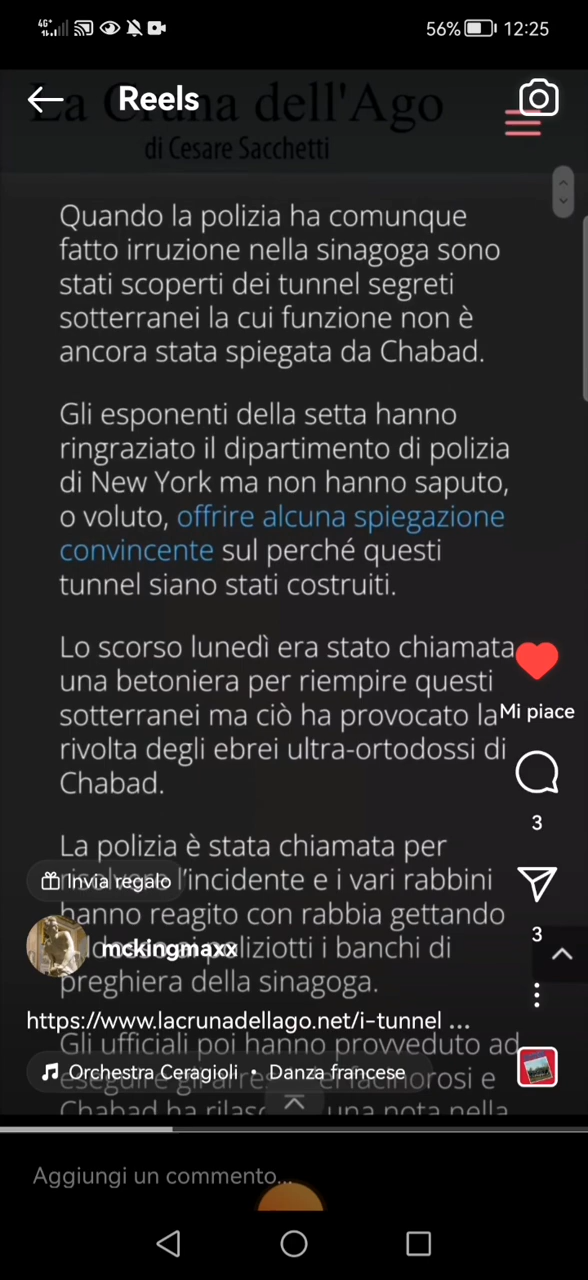 4G+
56%
12:25
La Cruna dell'Ago
Reels
di Cesare Sacchetti
Quando la polizia ha comunque
fatto irruzione nella sinagoga sono
stati scoperti dei tunnel segreti
sotterranei la cui funzione non è
ancora stata spiegata da Chabad.
Gli esponenti della setta hanno
ringraziato il dipartimento di polizia
di New York ma non hanno saputo,
o voluto, offrire alcuna spiegazione
convincente sul perché questi
tunnel siano stati costruiti.
Lo scorso lunedì era stato chiamata
una betoniera per riempire questi
sotterranei ma ciò ha provocato la
Mi piace
rivolta degli ebrei ultra-ortodossi di
Chabad.
3
La polizia è stata chiamata per
l'incidente e i vari rabbini
Invia regalo
hanno reagito con rabbia gettando
3
poliziotti i banchi di
mckingmaxx
preghiera della sinagoga.
https://www.lacrunadellago.net/i-tunnel ...
Gli ufficiali poi hanno provveduto ad
eseguire gli
e
Orchestra Ceragioli • Danza francese
Chabad ha
una nota nella
Aggiungi un commento...